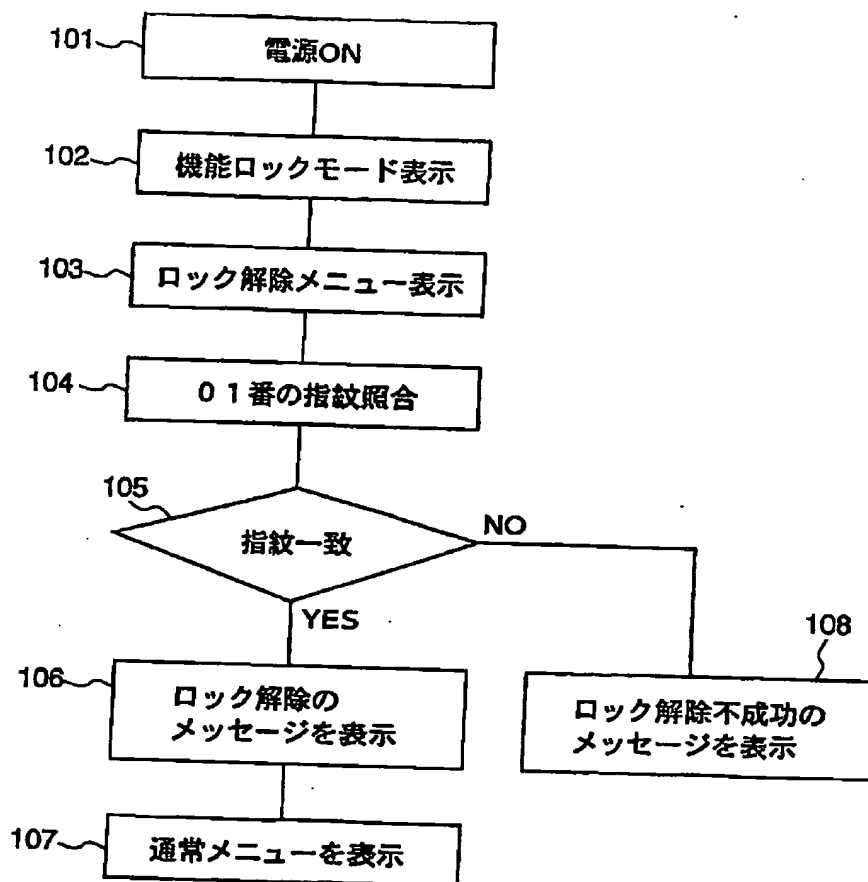 101
電源ON
102
機能ロックモード表示
103
ロック解除メニュー表示
104
０１番の指紋照合
105
指紋一致
NO
YES
106
ロック解除の
メッセージを表示
108
ロック解除不成功の
メッセージを表示
107
通常メニューを表示